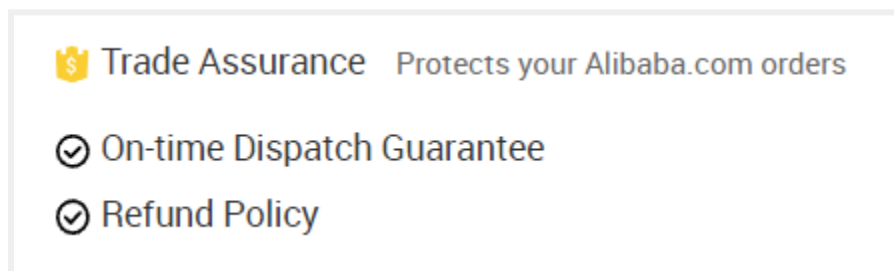 Trade Assurance Protects your Alibaba.com orders
On-time Dispatch Guarantee
Refund Policy